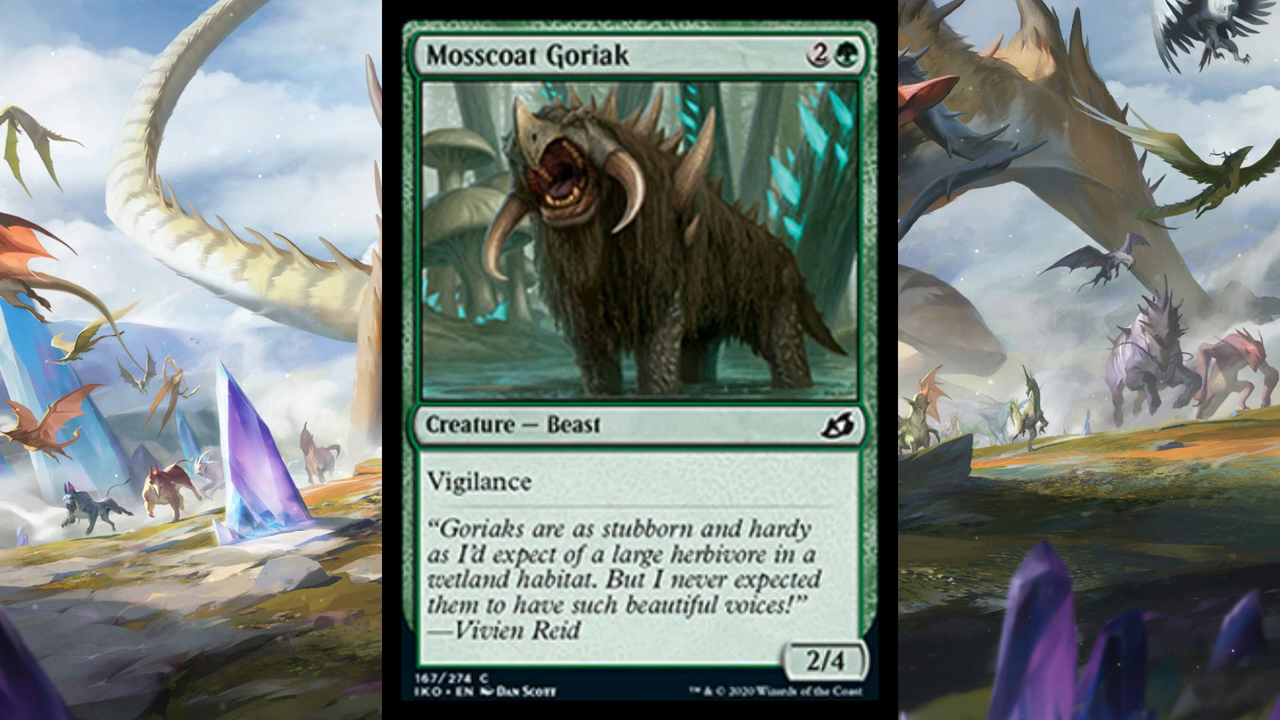 Mosscoat Goriak
2
Creature — Beast
Vigilance
“Goriaks are as stubborn and hardy
as I’d expect of a large herbivore in a
wetland habitat. But I never expected
them to have such beautiful voices!”
—Vivien Reid
2/4
167/274 C
IKO • EN Dan Scott
™ & © 2020 Wizards of the Coast